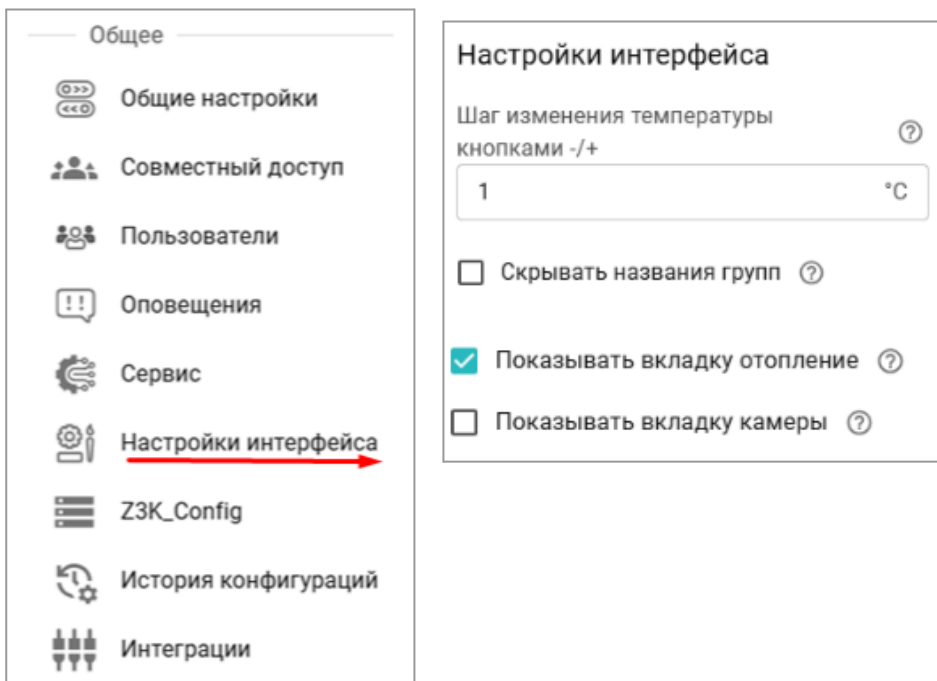 Общее
Общие настройки
Совместный доступ
Пользователи
Оповещения
Сервис
Настройки интерфейса
Z3K_Config
История конфигураций
Интеграции
Настройки интерфейса
Шаг изменения температуры
кнопками -/+
1 °C
Скрывать названия групп
Показывать вкладку отопление
Показывать вкладку камеры